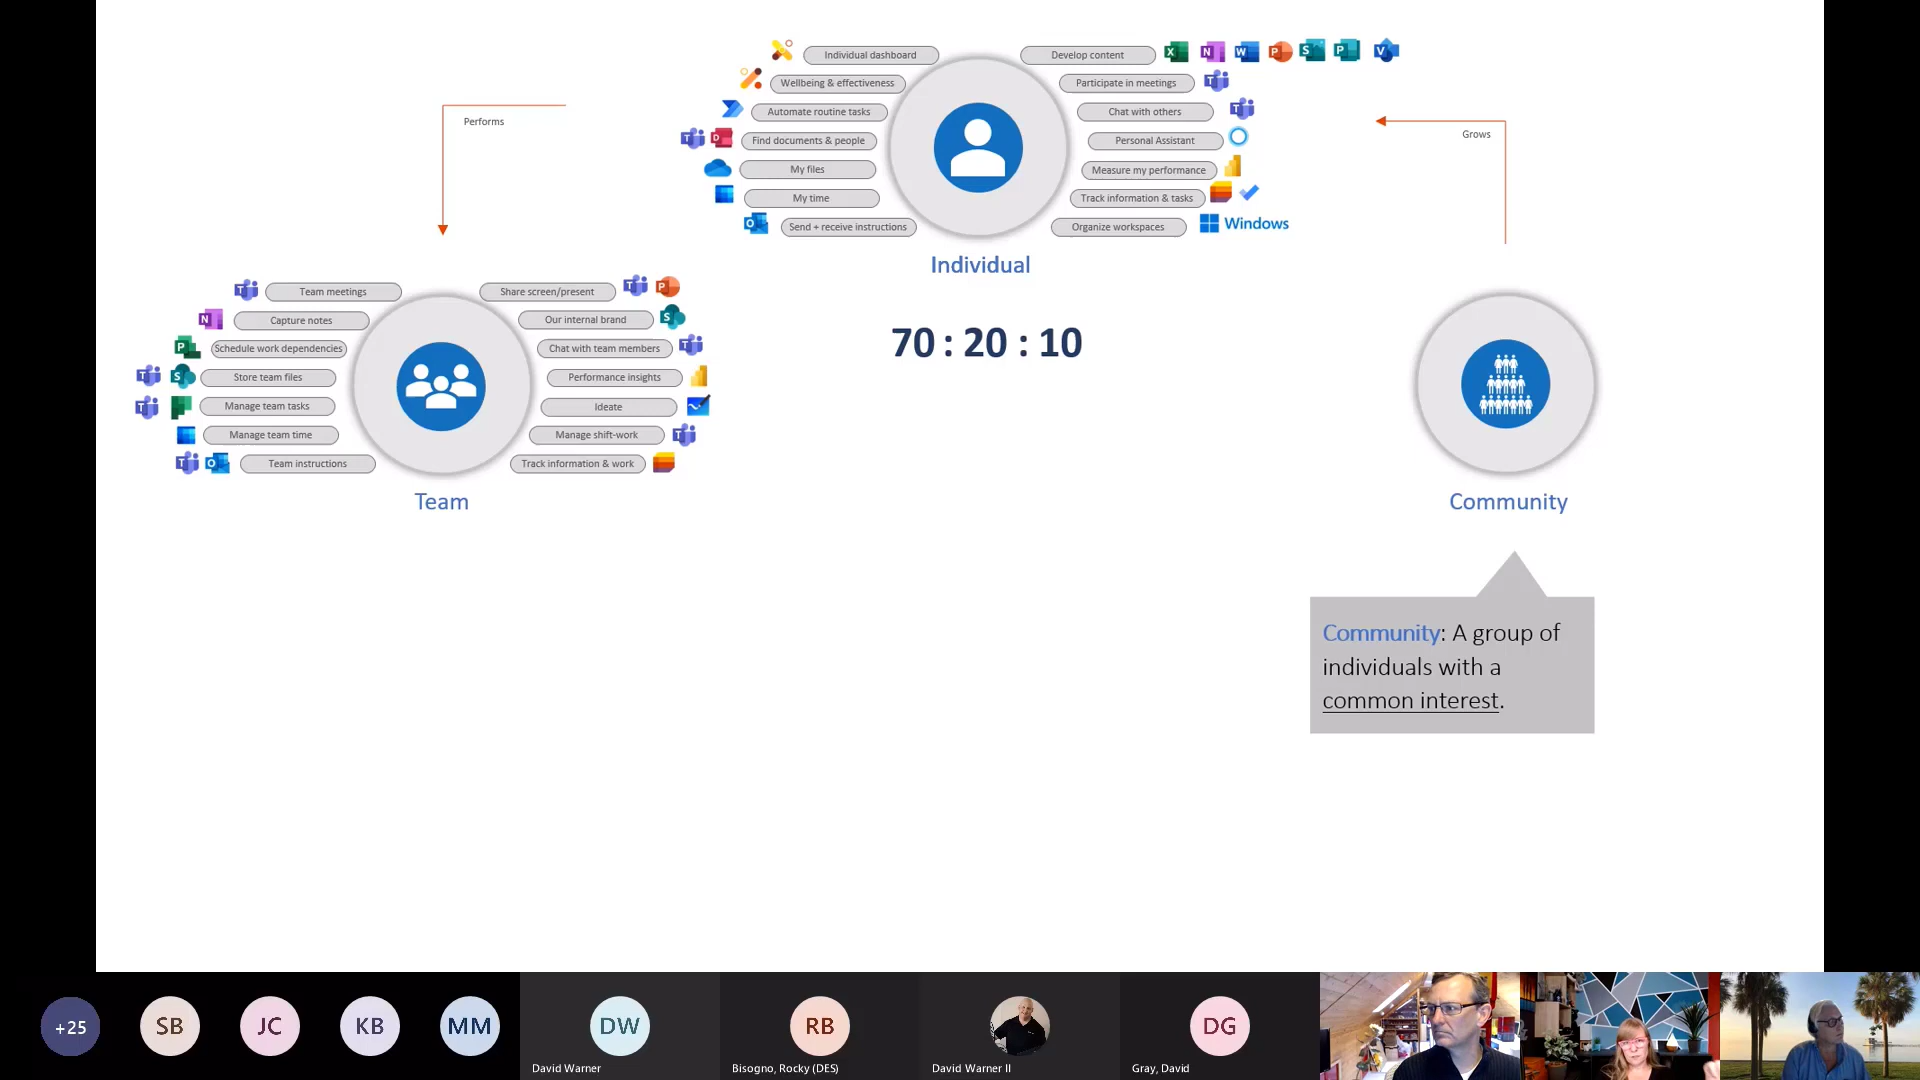 Individual dashboard
Wellbeing & effectiveness
Automate routine tasks
Find documents & people
My files
My time
Send + receive instructions
Develop content
Participate in meetings
Chat with others
Personal Assistant
Measure my performance
Track information & tasks
Organize workspaces
Windows
Individual
Performs
Grows
70 : 20 : 10
Team meetings
Capture notes
Schedule work dependencies
Store team files
Manage team tasks
Manage team time
Team instructions
Share screen/present
Our internal brand
Chat with team members
Performance insights
Ideate
Manage shift-work
Track information & work
Team
Community
Community: A group of
individuals with a
common interest.
+25
SB
JC
KB
MM
DW
David Warner
RB
Bisogno, Rocky (DES)
David Warner II
DG
Gray, David